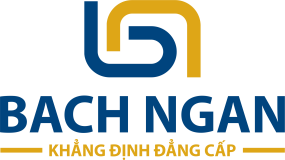 BACH NGAN
KHẲNG ĐỊNH ĐẲNG CẤP